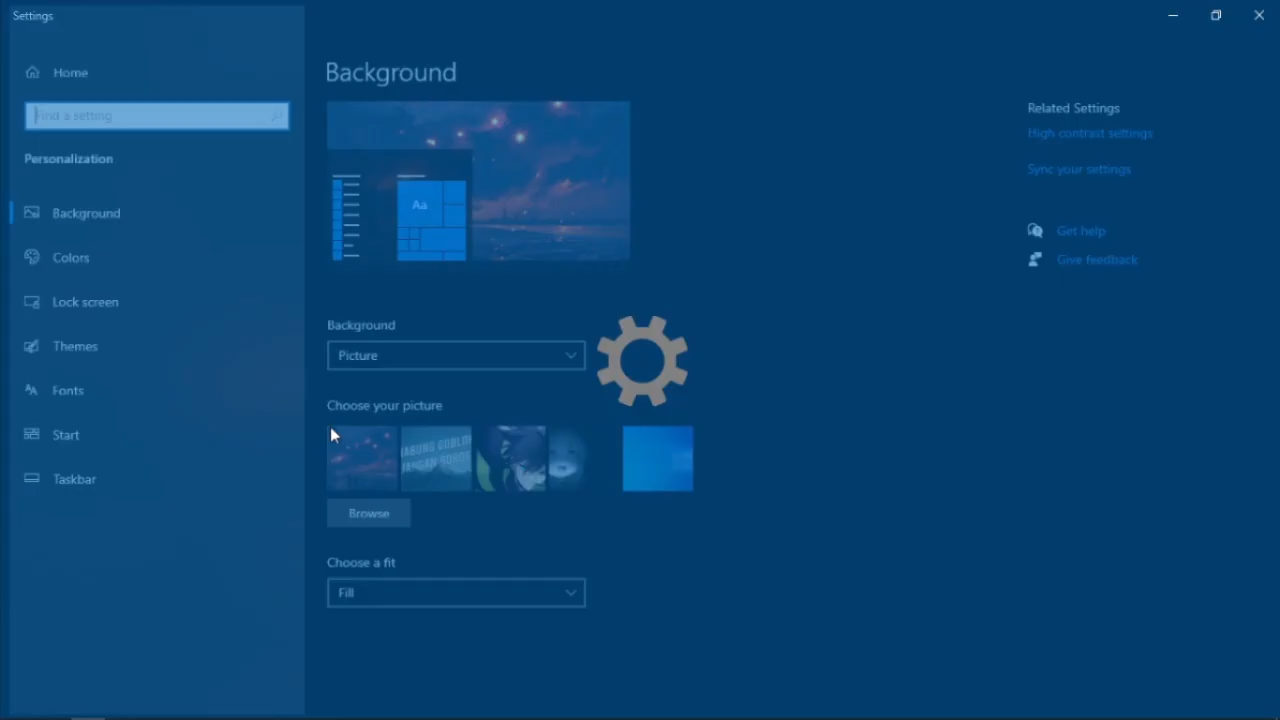 Settings
Home
Find a setting
Personalization
Background
Colors
Lock screen
Themes
Fonts
Start
Taskbar
Background
Aa
Background
Picture
Choose your picture
Browse
Choose a fit
Fill
Related Settings
High contrast settings
Sync your settings
Get help
Give feedback